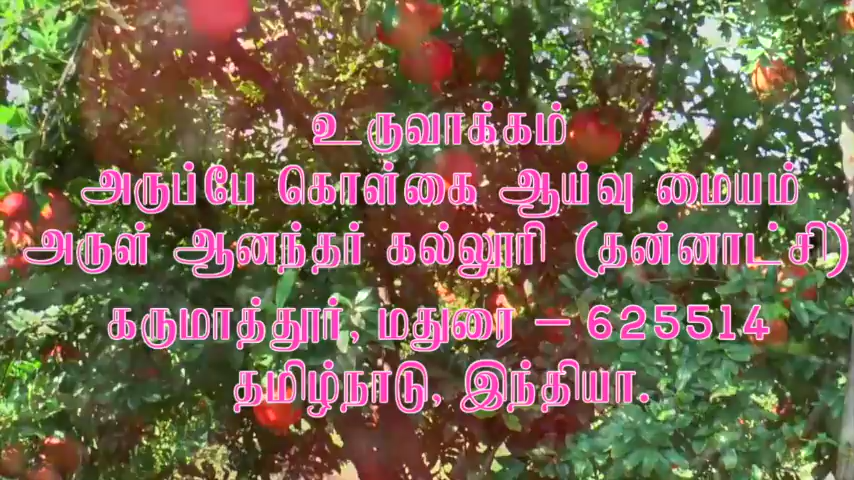 உருவாக்கம்
அருப்பே கொள்கை ஆய்வு மையம்
அருள் ஆனந்தர் கல்லூரி (தன்னாட்சி)
கருமாத்தூர், மதுரை – 625514
தமிழ்நாடு, இந்தியா.